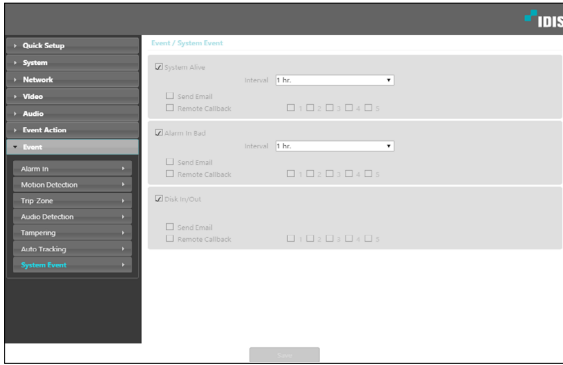 IDIS
Quick Setup
System
Network
Video
Audio
Event Action
Event
Alarm In
Motion Detection
Trip Zone
Audio Detection
Tampering
Auto Tracking
System Event
Event / System Event
System Alive
Interval 1 hr.
Send Email
Remote Callback 1 2 3 4 5
Alarm In Bad
Interval 1 hr.
Send Email
Remote Callback 1 2 3 4 5
Disk In/Out
Send Email
Remote Callback 1 2 3 4 5